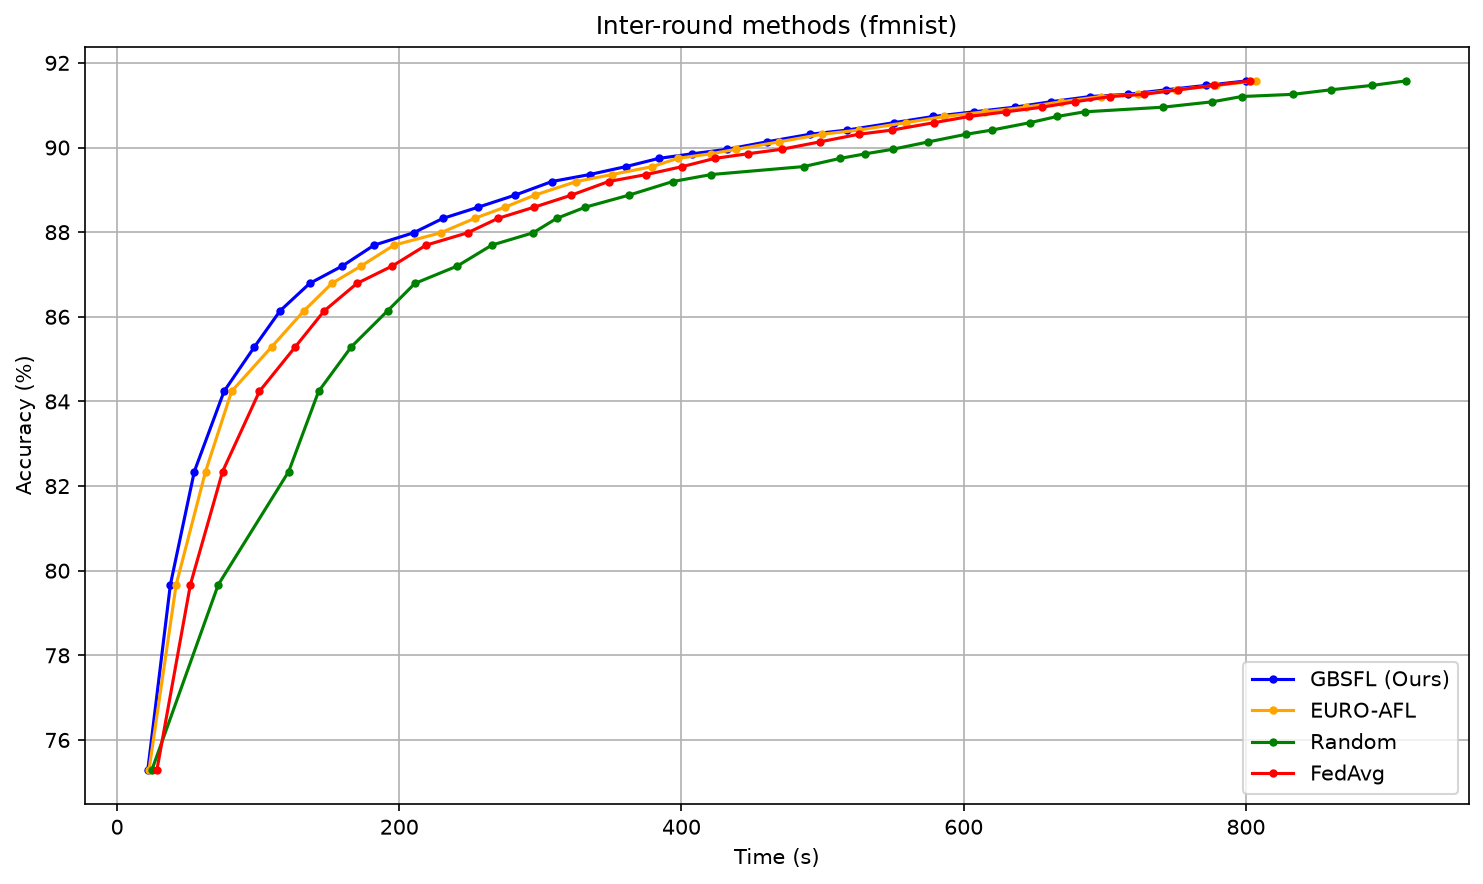 Inter-round methods (fmnist)
92
90
88
86
84
82
80
78
76
Accuracy (%)
0
200
400
600
800
Time (s)
GBSFL (Ours)
EURO-AFL
Random
FedAvg